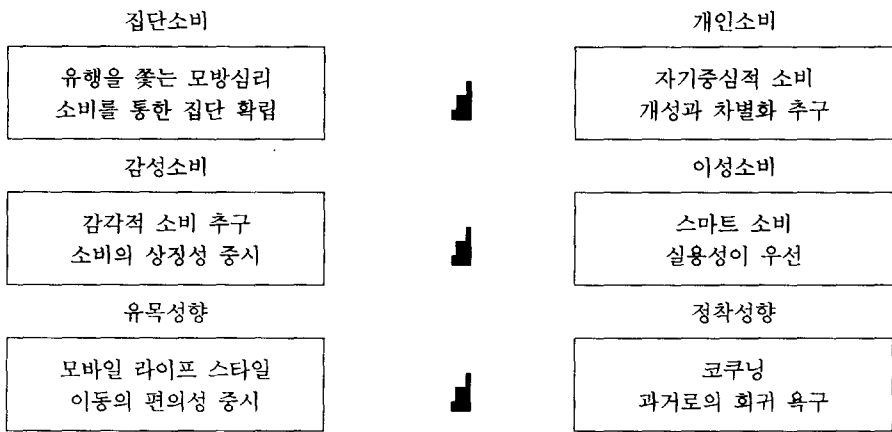 집단소비
개인소비
유행을 쫓는 모방심리
소비를 통한 집단 확립
자기중심적 소비
개성과 차별화 추구
감성소비
이성소비
감각적 소비 추구
소비의 상징성 중시
스마트 소비
실용성이 우선
유목성향
정착성향
모바일 라이프 스타일
이동의 편의성 중시
코쿠닝
과거로의 회귀 욕구